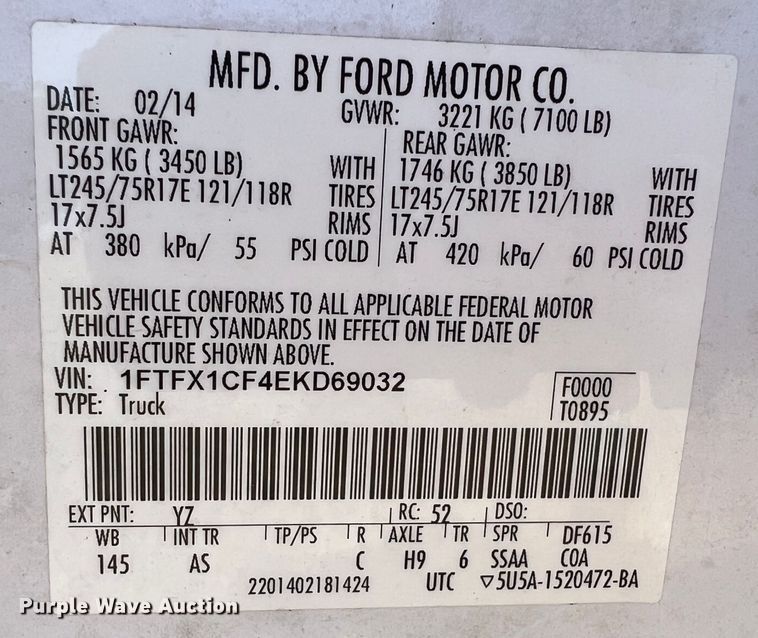 MFD. BY FORD MOTOR CO.
DATE: 02/14 GVWR: 3221 KG ( 7100 LB)
FRONT GAWR: REAR GAWR:
1565 KG ( 3450 LB) WITH 1746 KG ( 3850 LB) WITH
LT245/75R17E 121/118R TIRES LT245/75R17E 121/118R TIRES
17x7.5J RIMS 17x7.5J RIMS
AT 380 kPa/ 55 PSI COLD AT 420 kPa/ 60 PSI COLD
THIS VEHICLE CONFORMS TO ALL APPLICABLE FEDERAL MOTOR
VEHICLE SAFETY STANDARDS IN EFFECT ON THE DATE OF
MANUFACTURE SHOWN ABOVE.
VIN: 1FTFX1CF4EKD69032 F0000
TYPE: Truck T0895
EXT PNT: YZ RC: 52 DSO:
WB INT TR TP/PS R AXLE TR SPR DF615
145 AS C H9 6 SSAA COA
2201402181424 UTC ▽5U5A-1520472-BA
Purple Wave Auction